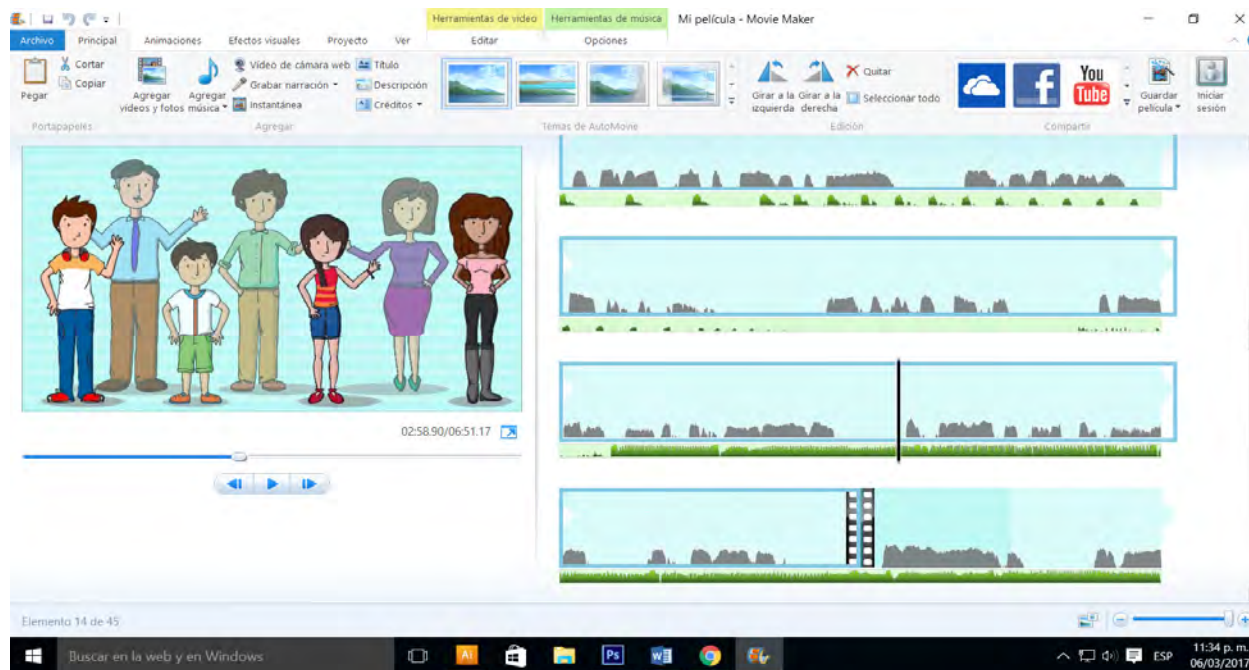 Herramientas de video Herramientas de música Mi película - Movie Maker
Archivo Principal Animaciones Efectos visuales Proyecto Ver Editar Opciones
Pegar
Cortar
Copiar
Portapapeles
Agregar
videos y fotos
Agregar
música
Video de cámara web
Grabar narración
Instantánea
Título
Descripción
Créditos
Agregar
Temas de AutoMovie
Girar a la
izquierda
Girar a la
derecha
Quitar
Seleccionar todo
Edición
f
You
Tube
Compartir
Guardar
película
Iniciar
sesión
02:58.90/06:51.17
Elemento 14 de 45
Buscar en la web y en Windows
Ai
Ps
ESP
11:34 p. m.
06/03/2017